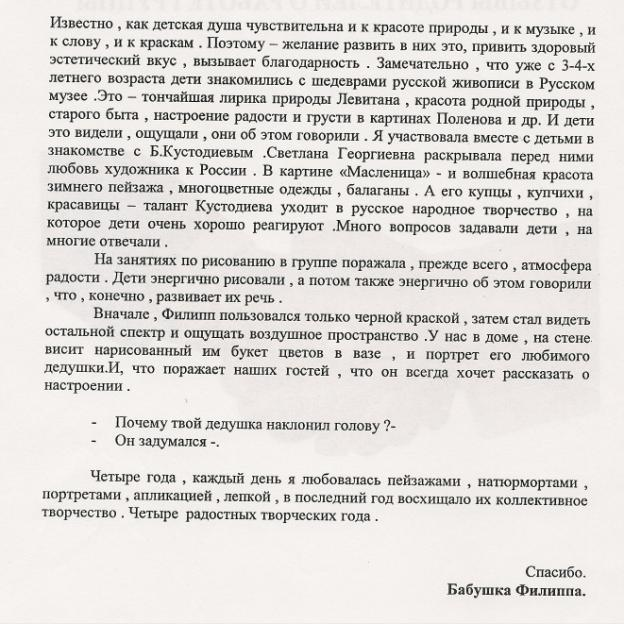 Известно , как детская душа чувствительна и к красоте природы , и к музыке , и
к слову , и к краскам . Поэтому – желание развить в них это, привить здоровый
эстетический вкус , вызывает благодарность . Замечательно , что уже с 3-4-х
летнего возраста дети знакомились с шедеврами русской живописи в Русском
музее .Это – тончайшая лирика природы Левитана , красота родной природы ,
старого быта , настроение радости и грусти в картинах Поленова и др. И дети
это видели , ощущали , они об этом говорили . Я участвовала вместе с детьми в
знакомстве с Б.Кустодиевым .Светлана Георгиевна раскрывала перед ними
любовь художника к России . В картине «Масленица» - и волшебная красота
зимнего пейзажа , многоцветные одежды , балаганы . А его купцы , купчихи ,
красавицы – талант Кустодиева уходит в русское народное творчество , на
которое дети очень хорошо реагируют .Много вопросов задавали дети , на
многие отвечали .
На занятиях по рисованию в группе поражала , прежде всего , атмосфера
радости . Дети энергично рисовали , а потом также энергично об этом говорили
, что , конечно , развивает их речь .
Вначале , Филипп пользовался только черной краской , затем стал видеть
остальной спектр и ощущать воздушное пространство .У нас в доме , на стене
висит нарисованный им букет цветов в вазе , и портрет его любимого
дедушки.И, что поражает наших гостей , что он всегда хочет рассказать о
настроении .
- Почему твой дедушка наклонил голову ?-
- Он задумался -.
Четыре года , каждый день я любовалась пейзажами , натюрмортами ,
портретами , апликацией , лепкой , в последний год восхищало их коллективное
творчество . Четыре радостных творческих года .
Спасибо.
Бабушка Филиппа.